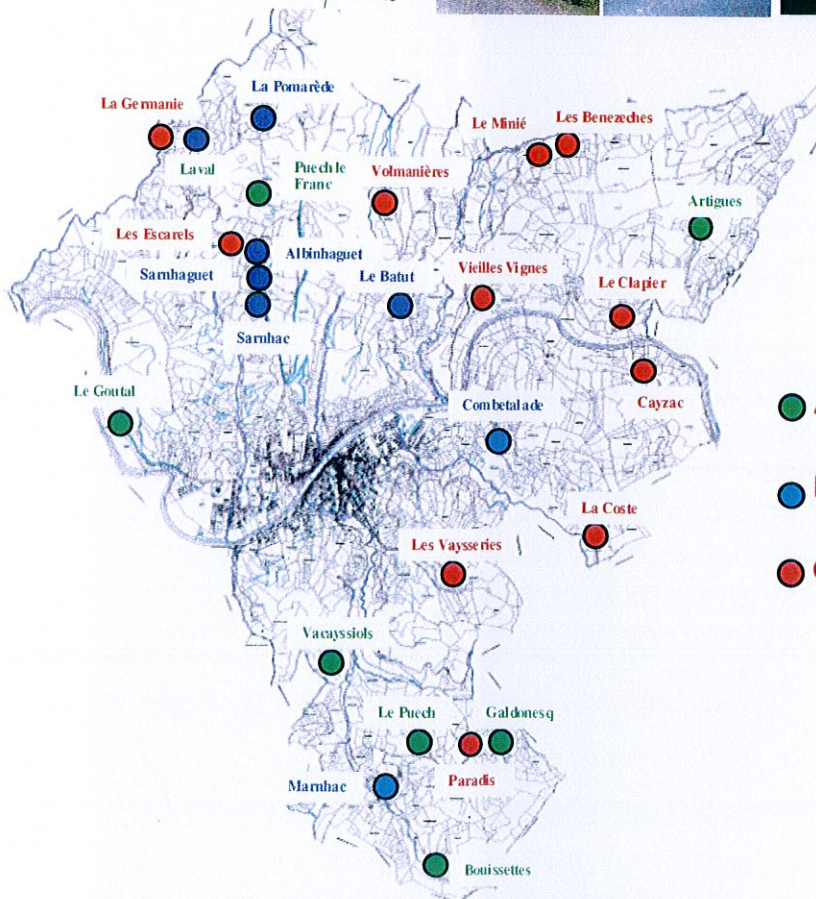 La Pomarède
La Germanie
Le Minié
Les Benezeches
Laval
Puech le
Franc
Volmanières
Artigues
Les Escarels
Albinhaguet
Sarnhaguet
Le Batut
Vieilles Vignes
Le Clapier
Sarnhac
Le Goutal
Combetalade
Cayzac
La Coste
Les Vaysseries
Vacayssiols
Le Puech
Galdonesq
Marnhac
Paradis
Bouissettes